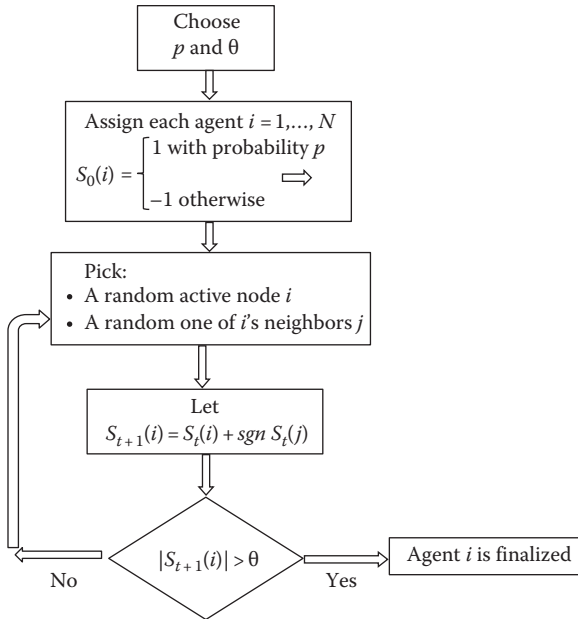 Choose
p and θ
Assign each agent i = 1,..., N
1 with probability p
S₀(i) =
−1 otherwise
Pick:
• A random active node i
• A random one of i's neighbors j
Let
Sₜ₊₁(i) = Sₜ(i) + sgn Sₜ(j)
|Sₜ₊₁(i)| > θ
No
Yes
Agent i is finalized